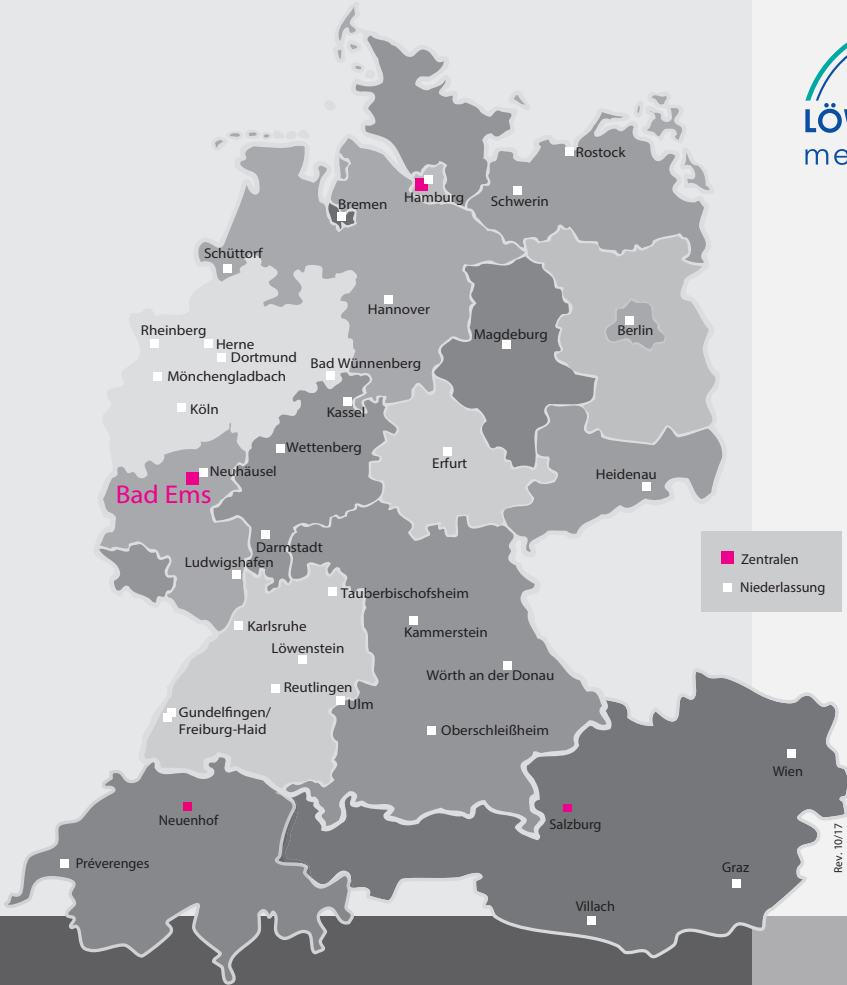 LÖ
me
Rostock
Hamburg
Schwerin
Bremen
Schüttorf
Hannover
Rheinberg
Herne
Magdeburg
Berlin
Dortmund
Bad Wünnenberg
Mönchengladbach
Köln
Kassel
Wettenberg
Erfurt
Neuhäusel
Heidenau
Bad Ems
Darmstadt
Ludwigshafen
Zentralen
Niederlassung
Tauberbischofsheim
Karlsruhe
Kammerstein
Löwenstein
Wörth an der Donau
Reutlingen
Ulm
Gundelfingen/
Freiburg-Haid
Oberschleißheim
Wien
Neuenhof
Salzburg
Rev. 10/17
Préverenges
Graz
Villach